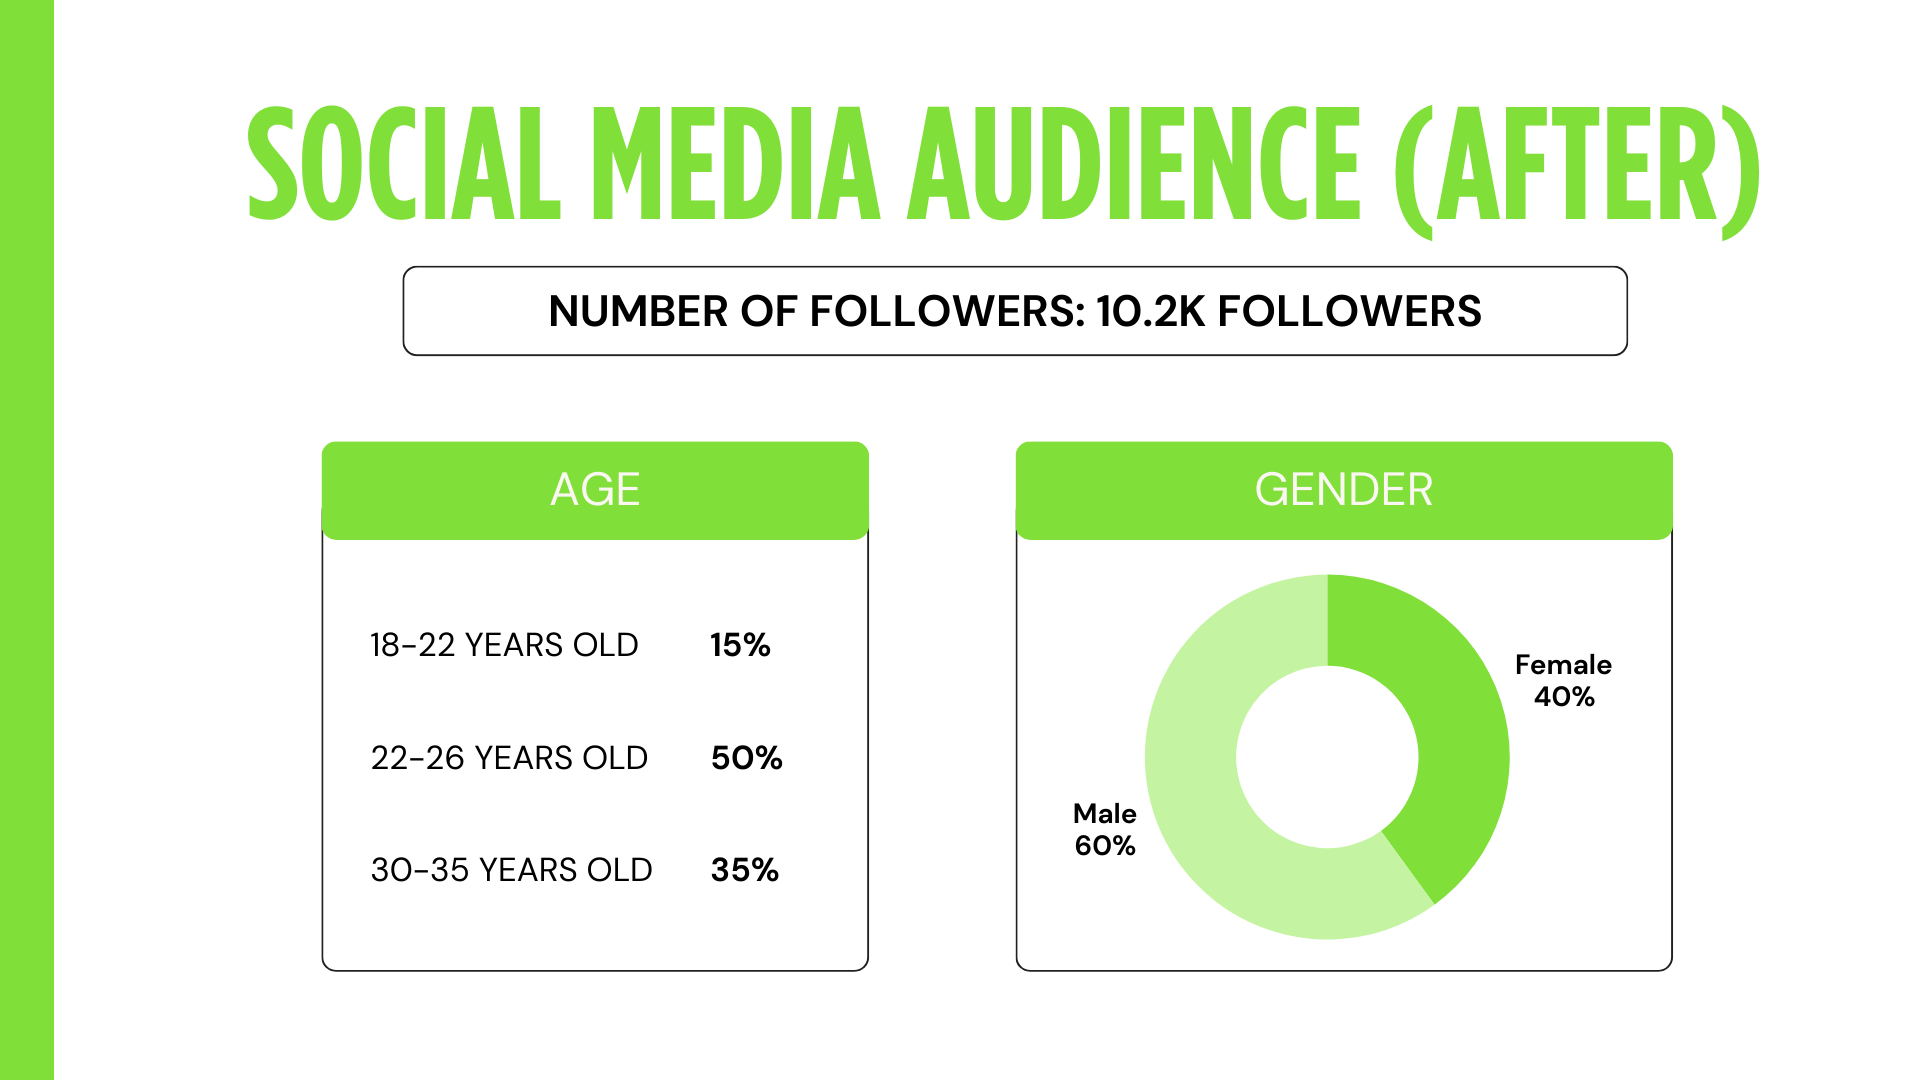 SOCIAL MEDIA AUDIENCE (AFTER)
NUMBER OF FOLLOWERS: 10.2K FOLLOWERS
AGE
18-22 YEARS OLD 15%
22-26 YEARS OLD 50%
30-35 YEARS OLD 35%
GENDER
Female
40%
Male
60%